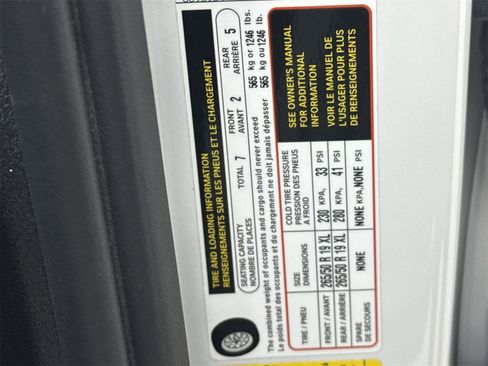 TIRE AND LOADING INFORMATION
RENSEIGNEMENTS SUR LES PNEUS ET LE CHARGEMENT
SEATING CAPACITY
NOMBRE DE PLACES
TOTAL 7
FRONT
AVANT 2
REAR
ARRIÈRE 5
The combined weight of occupants and cargo should never exceed 565 kg or 1246 lbs.
Le poids total des occupants et du chargement ne doit jamais dépasser 565 kg ou 1246 lb.
TIRE / PNEU
SIZE
DIMENSIONS
COLD TIRE PRESSURE
PRESSION DES PNEUS
A FROID
FRONT / AVANT 265/50 R 19 XL 230 KPA, 33 PSI
REAR / ARRIÈRE 265/50 R 19 XL 280 KPA, 41 PSI
SPARE
DE SECOURS
NONE
NONE KPA, NONE PSI
SEE OWNER'S MANUAL
FOR ADDITIONAL
INFORMATION
VOIR LE MANUEL DE
L'USAGER POUR PLUS
DE RENSEIGNEMENTS